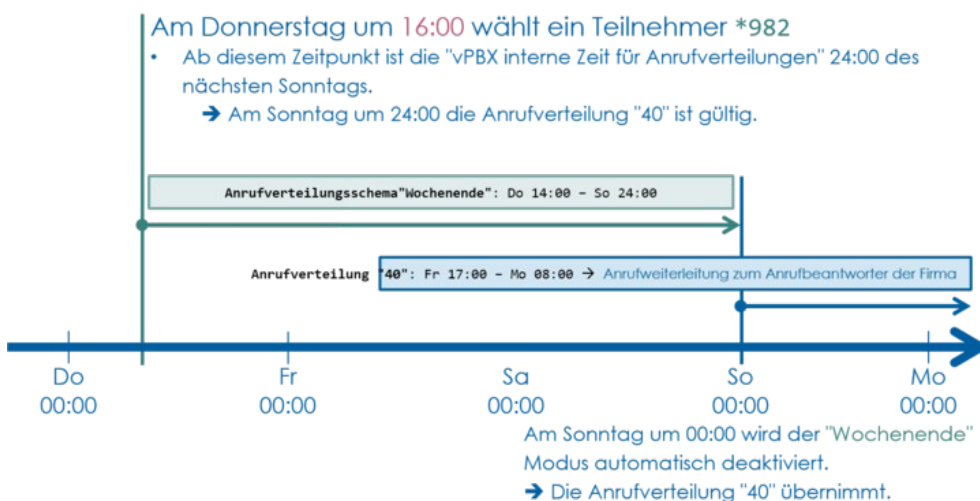 Am Donnerstag um 16:00 wählt ein Teilnehmer *982
• Ab diesem Zeitpunkt ist die "vPBX interne Zeit für Anrufverteilungen" 24:00 des
nächsten Sonntags.
➔ Am Sonntag um 24:00 die Anrufverteilung "40" ist gültig.
Anrufverteilungsschema"Wochenende": Do 14:00 – So 24:00
Anrufverteilung "40": Fr 17:00 – Mo 08:00 ➔ Anrufweiterleitung zum Anrufbeantworter der Firma
Do Fr Sa So Mo
00:00 00:00 00:00 00:00 00:00
Am Sonntag um 00:00 wird der "Wochenende"
Modus automatisch deaktiviert.
➔ Die Anrufverteilung "40" übernimmt.